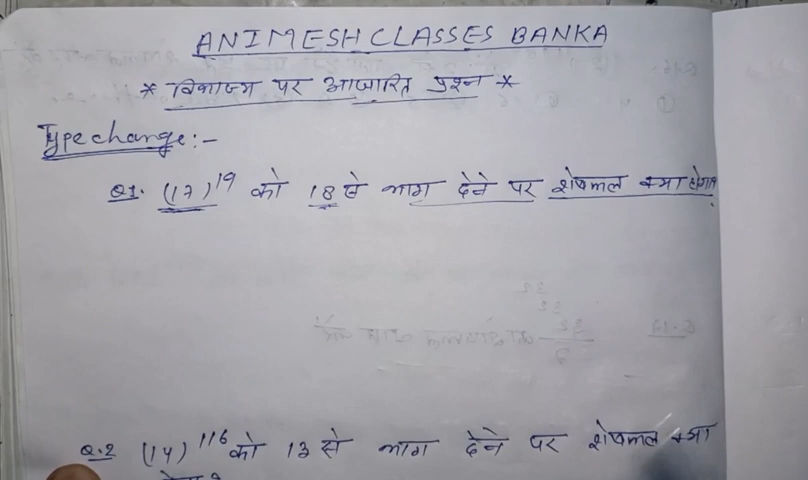 ANIMESH CLASSES BANKA
* विभाज्य पर आधारित प्रश्न *
Type change:-
Q1. (17)^19 को 18 से भाग देने पर शेषफल क्या होगा
Q.2 (14)^116 को 13 से भाग देने पर शेषफल क्या